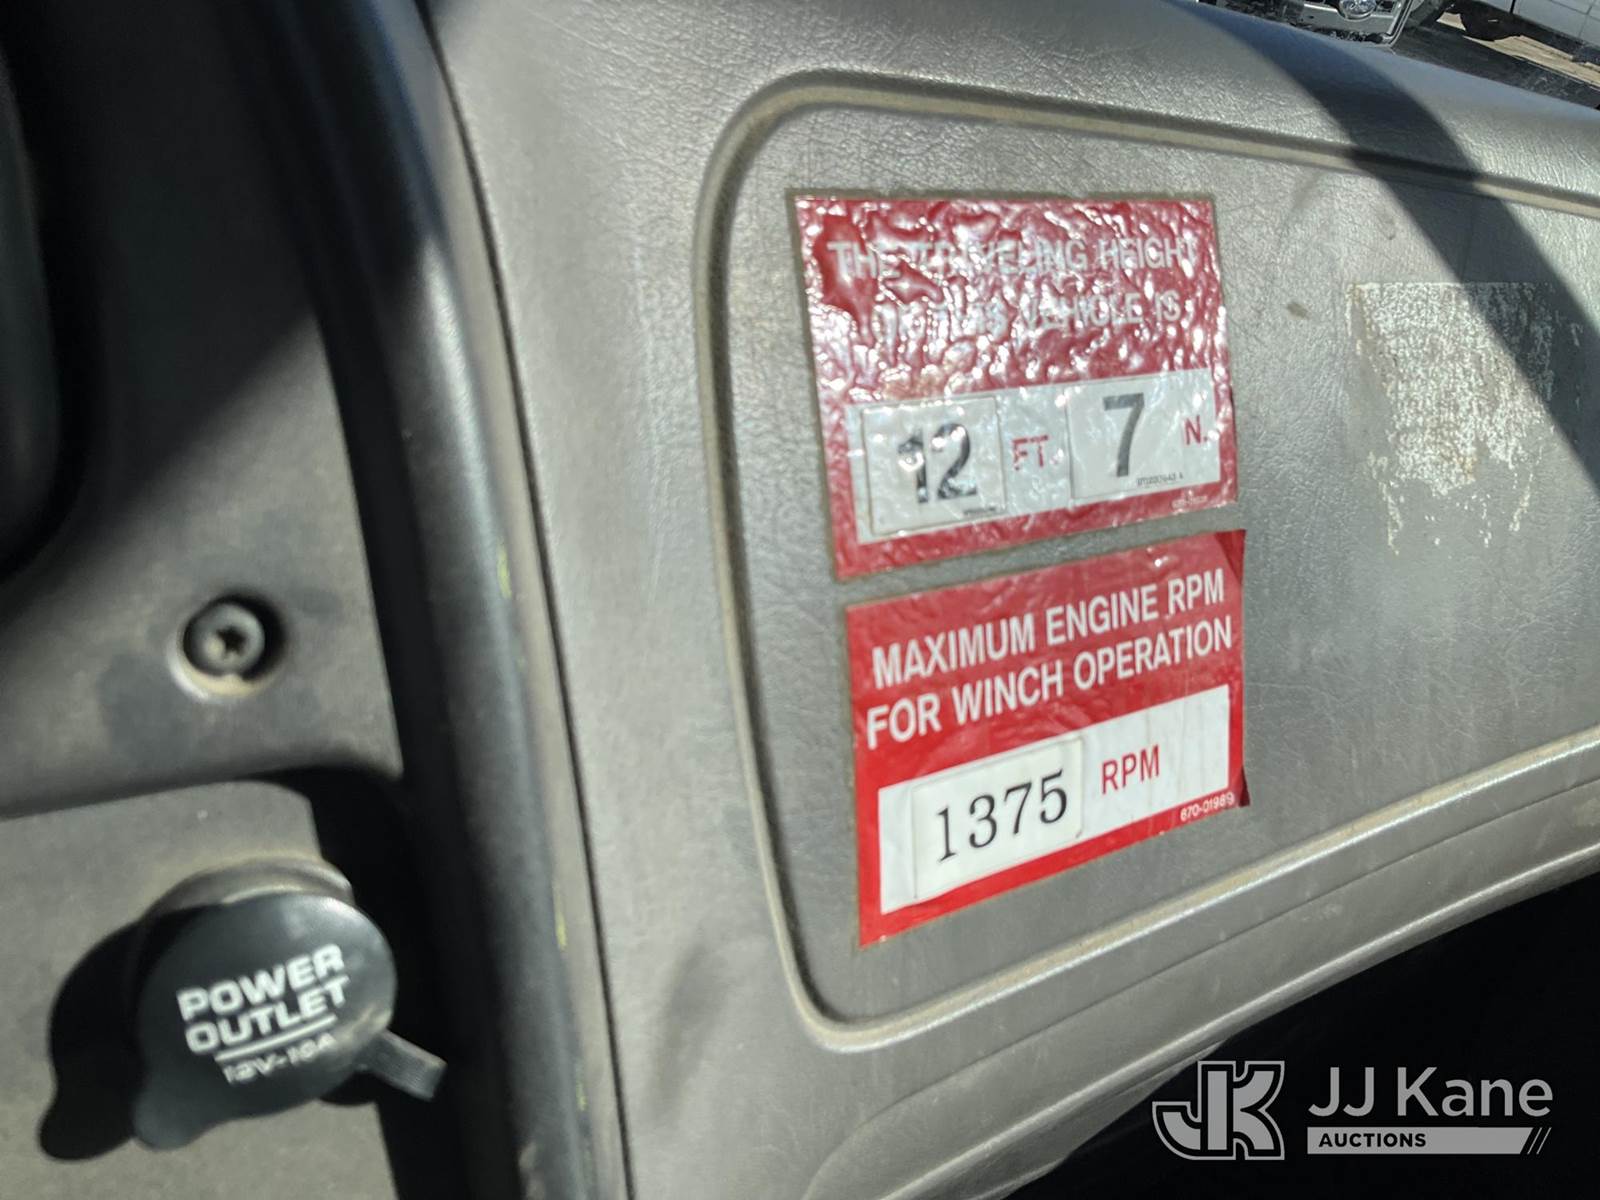 THE TRAVELING HEIGHT
OF THIS VEHICLE IS
12 FT. 7 N.
MAXIMUM ENGINE RPM
FOR WINCH OPERATION
1375 RPM
670-01989
POWER
OUTLET
12V-10A
JK JJ Kane
AUCTIONS